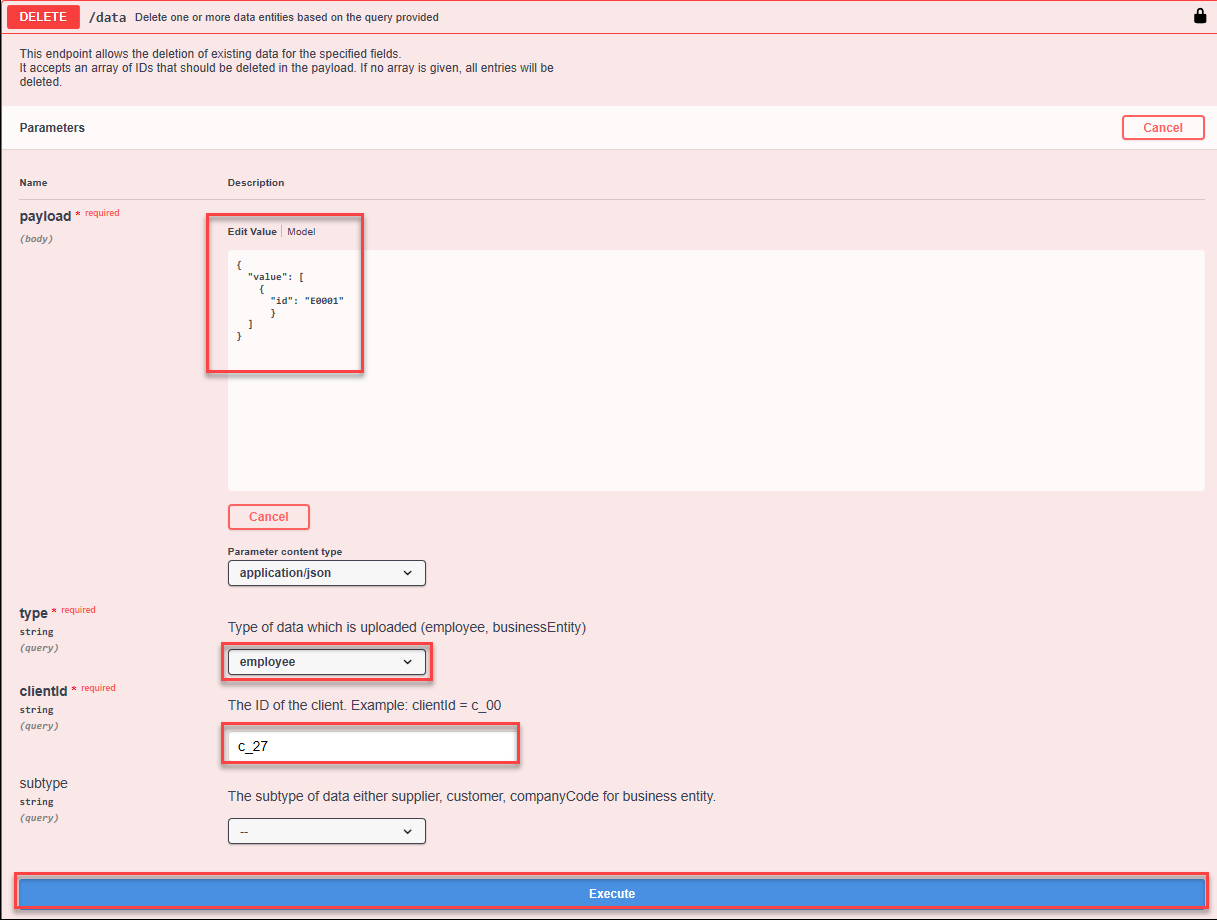 DELETE /data Delete one or more data entities based on the query provided
This endpoint allows the deletion of existing data for the specified fields.
It accepts an array of IDs that should be deleted in the payload. If no array is given, all entries will be
deleted.
Parameters
Cancel
Name Description
payload * required
(body)
Edit Value | Model
{
  "value": [
    {
      "id": "E0001"
      }
  ]
}
Cancel
Parameter content type
application/json
type * required
string
(query)
Type of data which is uploaded (employee, businessEntity)
employee
clientId * required
string
(query)
The ID of the client. Example: clientId = c_00
c_27
subtype
string
(query)
The subtype of data either supplier, customer, companyCode for business entity.
--
Execute